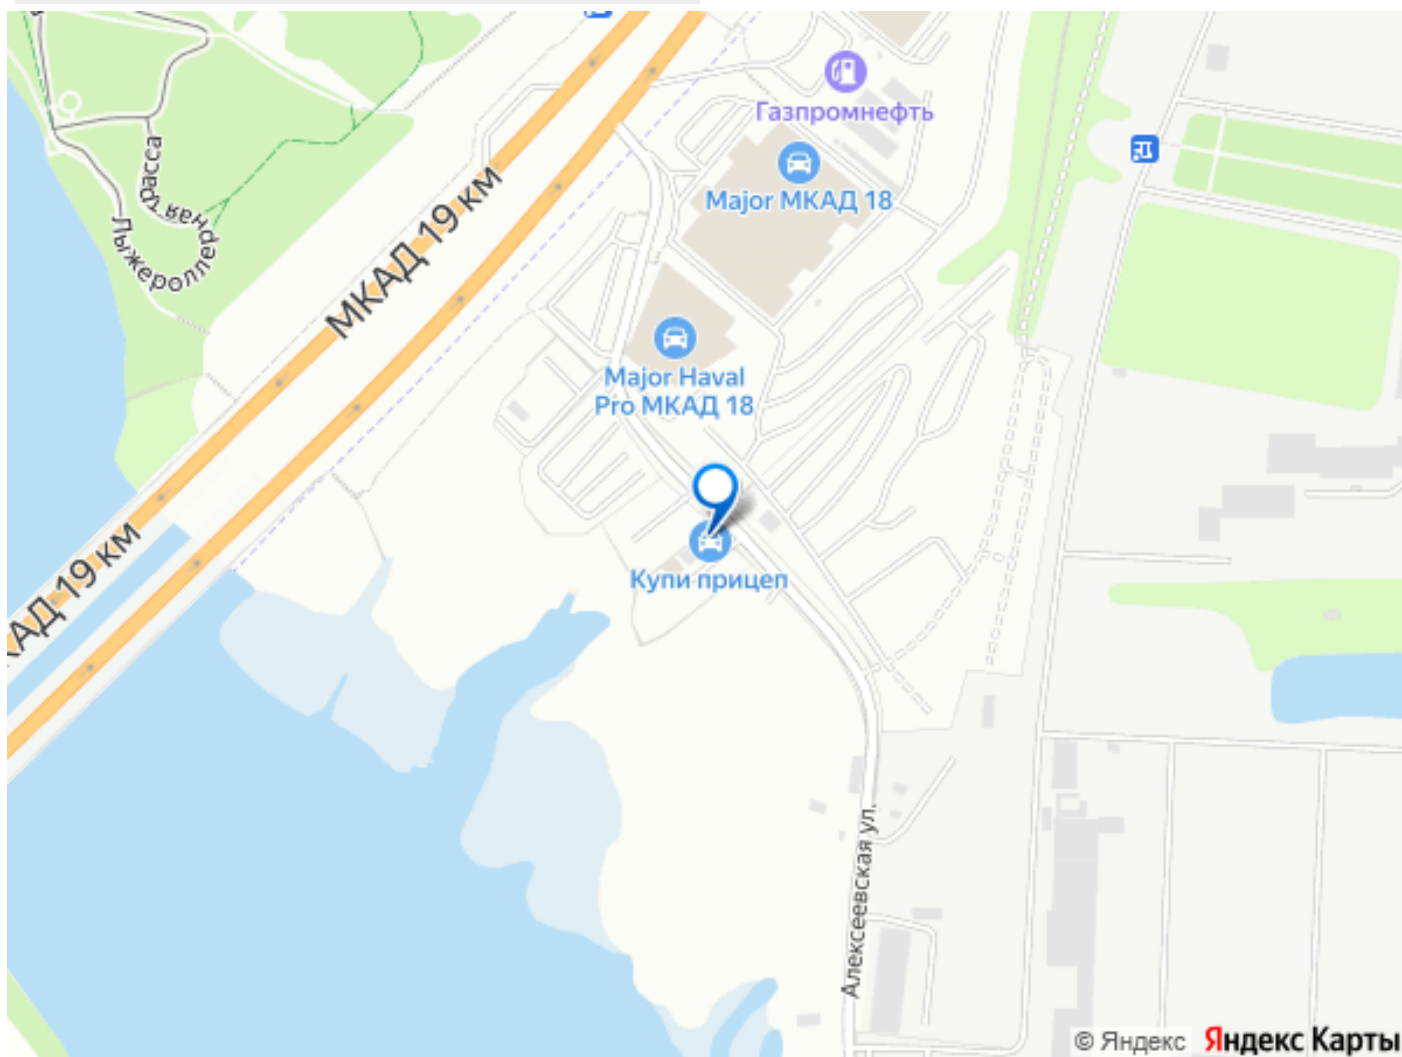 Газпромнефть
Major МКАД 18
Лыжероллерная трасса
МКАД 19 км
Major Haval
Pro МКАД 18
МКАД 19 км
Купи прицеп
Алексеевская ул.
© Яндекс Яндекс Карты